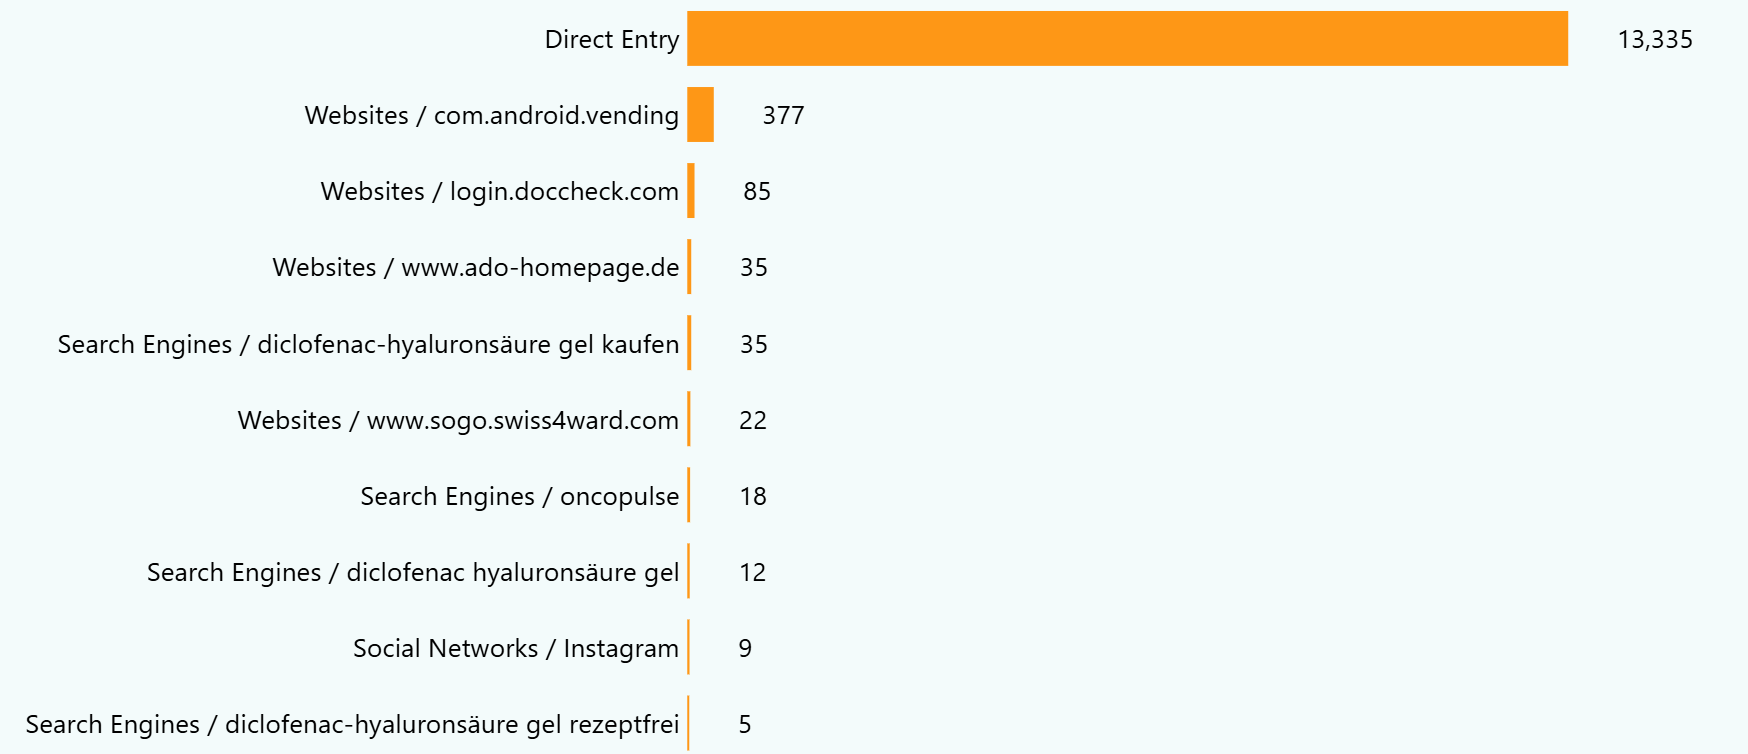 Direct Entry 13,335
Websites / com.android.vending 377
Websites / login.doccheck.com 85
Websites / www.ado-homepage.de 35
Search Engines / diclofenac-hyaluronsäure gel kaufen 35
Websites / www.sogo.swiss4ward.com 22
Search Engines / oncopulse 18
Search Engines / diclofenac hyaluronsäure gel 12
Social Networks / Instagram 9
Search Engines / diclofenac-hyaluronsäure gel rezeptfrei 5